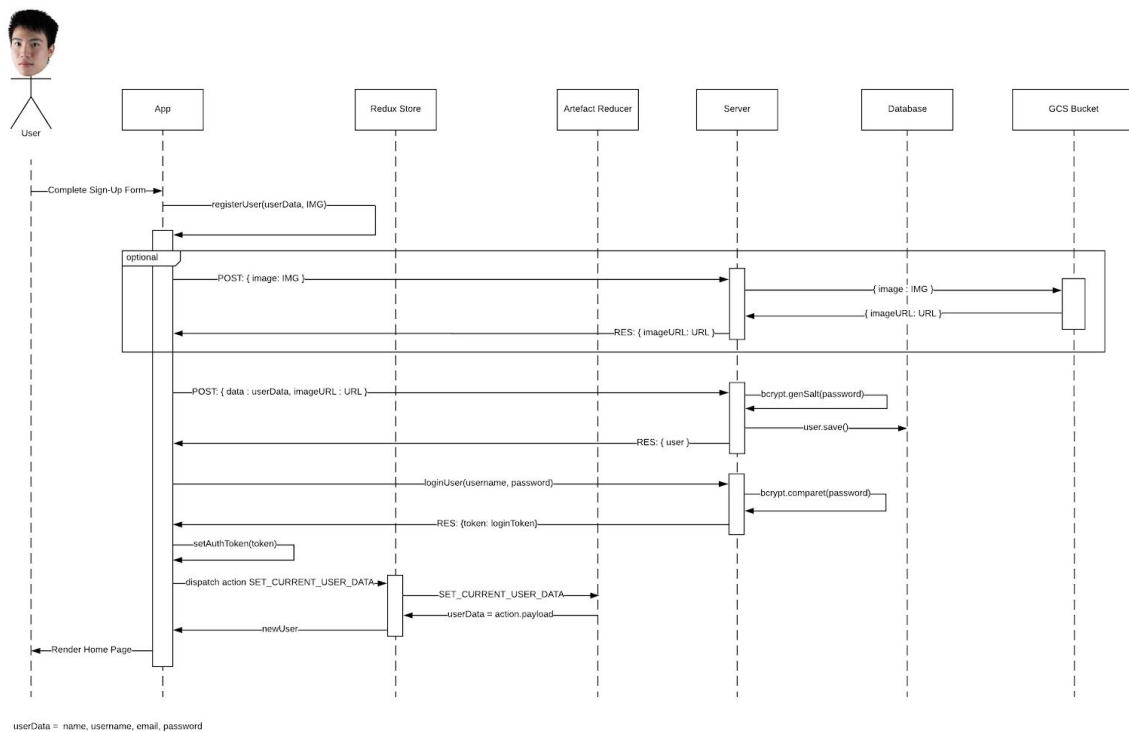 User
App
Redux Store
Artefact Reducer
Server
Database
GCS Bucket
Complete Sign-Up Form
registerUser(userData, IMG)
optional
POST: { image: IMG }
{ image : IMG }
{ imageURL: URL }
RES: { imageURL: URL }
POST: { data : userData, imageURL : URL }
bcrypt.genSalt(password)
user.save()
RES: { user }
loginUser(username, password)
bcrypt.comparet(password)
RES: {token: loginToken}
setAuthToken(token)
dispatch action SET_CURRENT_USER_DATA
SET_CURRENT_USER_DATA
userData = action.payload
newUser
Render Home Page
userData = name, username, email, password